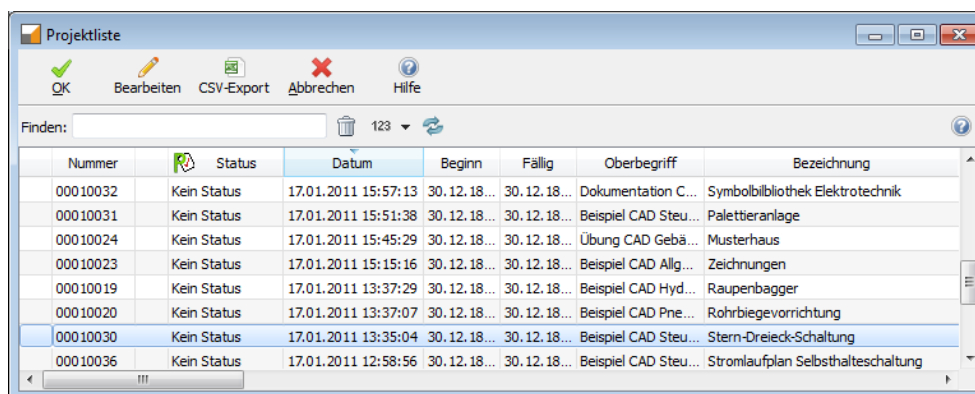 Projektliste
OK Bearbeiten CSV-Export Abbrechen Hilfe
Finden: 123
Nummer Status Datum Beginn Fällig Oberbegriff Bezeichnung
00010032 Kein Status 17.01.2011 15:57:13 30.12.18... 30.12.18... Dokumentation C... Symbolbilbliothek Elektrotechnik
00010031 Kein Status 17.01.2011 15:51:38 30.12.18... 30.12.18... Beispiel CAD Steu... Palettieranlage
00010024 Kein Status 17.01.2011 15:45:29 30.12.18... 30.12.18... Übung CAD Gebä... Musterhaus
00010023 Kein Status 17.01.2011 15:15:16 30.12.18... 30.12.18... Beispiel CAD Allg... Zeichnungen
00010019 Kein Status 17.01.2011 13:37:29 30.12.18... 30.12.18... Beispiel CAD Hyd... Raupenbagger
00010020 Kein Status 17.01.2011 13:37:07 30.12.18... 30.12.18... Beispiel CAD Pne... Rohrbiegevorrichtung
00010030 Kein Status 17.01.2011 13:35:04 30.12.18... 30.12.18... Beispiel CAD Steu... Stern-Dreieck-Schaltung
00010036 Kein Status 17.01.2011 12:58:56 30.12.18... 30.12.18... Beispiel CAD Steu... Stromlaufplan Selbsthalteschaltung